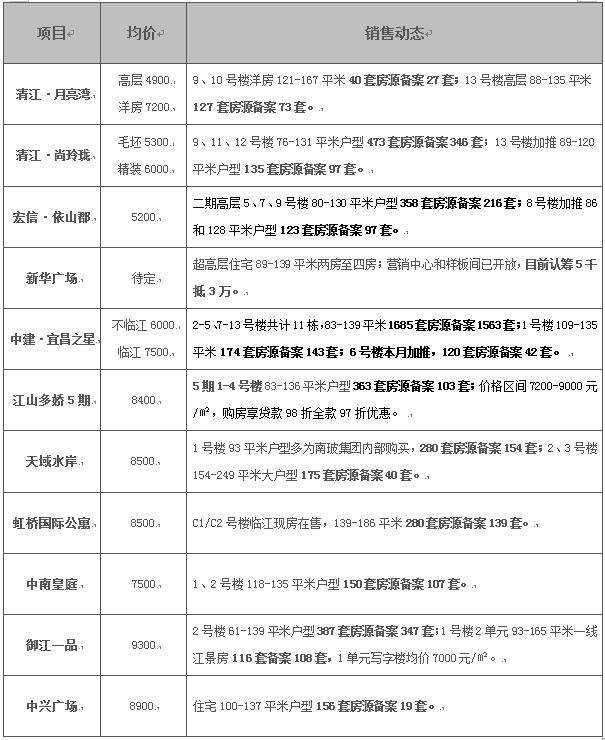 项目 均价 销售动态
清江·月亮湾
高层 4900
洋房 7200
9、10 号楼洋房 121-167 平米 40 套房源备案 27 套；13 号楼高层 88-135 平米
127 套房源备案 73 套。
清江·尚玲珑
毛坯 5300
精装 6000
9、11、12 号楼 76-131 平米户型 473 套房源备案 346 套；13 号楼加推 89-120
平米户型 135 套房源备案 97 套。
宏信·依山郡
5200
二期高层 5、7、9 号楼 80-130 平米户型 358 套房源备案 216 套；8 号楼加推 86
和 128 平米户型 123 套房源备案 97 套。
新华广场
待定
超高层住宅 89-139 平米两房至四房；营销中心和样板间已开放，目前认筹 5 千
抵 3 万。
中建·宜昌之星
不临江 6000
临江 7500
2-5、7-13 号楼共计 11 栋，83-139 平米 1685 套房源备案 1563 套；1 号楼 109-135
平米 174 套房源备案 143 套；6 号楼本月加推，120 套房源备案 42 套。
江山多娇 5 期
8400
5 期 1-4 号楼 83-136 平米户型 363 套房源备案 103 套；价格区间 7200-9000 元
/㎡，购房享贷款 98 折全款 97 折优惠。
天域水岸
8500
1 号楼 93 平米户型多为南玻集团内部购买，280 套房源备案 154 套；2、3 号楼
154-249 平米大户型 175 套房源备案 40 套。
虹桥国际公寓
8500
C1/C2 号楼临江现房在售，139-186 平米 280 套房源备案 139 套。
中南皇庭
7500
1、2 号楼 118-135 平米户型 150 套房源备案 107 套。
御江一品
9300
2 号楼 61-139 平米户型 387 套房源备案 347 套；1 号楼 2 单元 93-165 平米一线
江景房 116 套备案 108 套，1 单元写字楼均价 7000 元/㎡。
中兴广场
8900
住宅 100-137 平米户型 156 套房源备案 19 套。